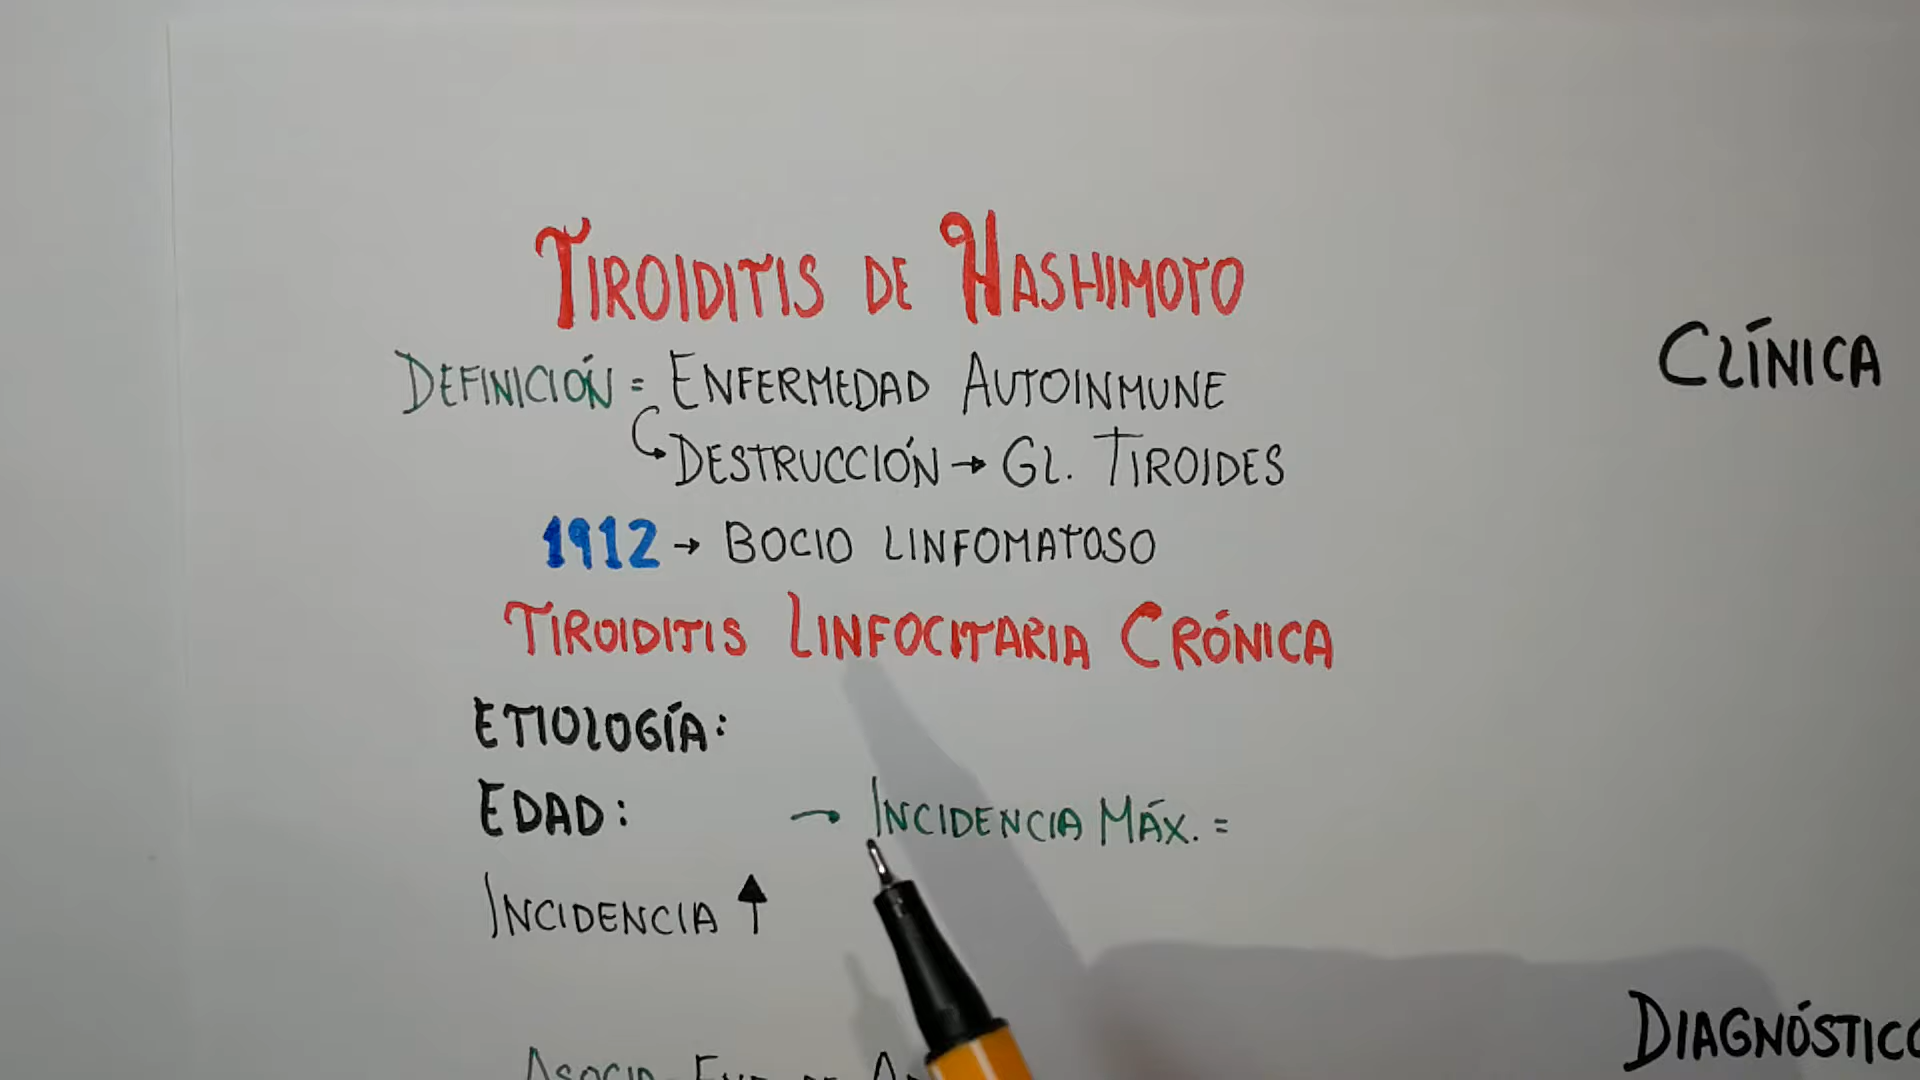 TIROIDITIS DE HASHIMOTO
DEFINICIÓN = ENFERMEDAD AUTOINMUNE
DESTRUCCIÓN → GL. TIROIDES
1912 → BOCIO LINFOMATOSO
TIROIDITIS LINFOCITARIA CRÓNICA
ETIOLOGÍA:
EDAD: → INCIDENCIA MÁX. =
INCIDENCIA ↑
CLÍNICA
DIAGNÓSTICO